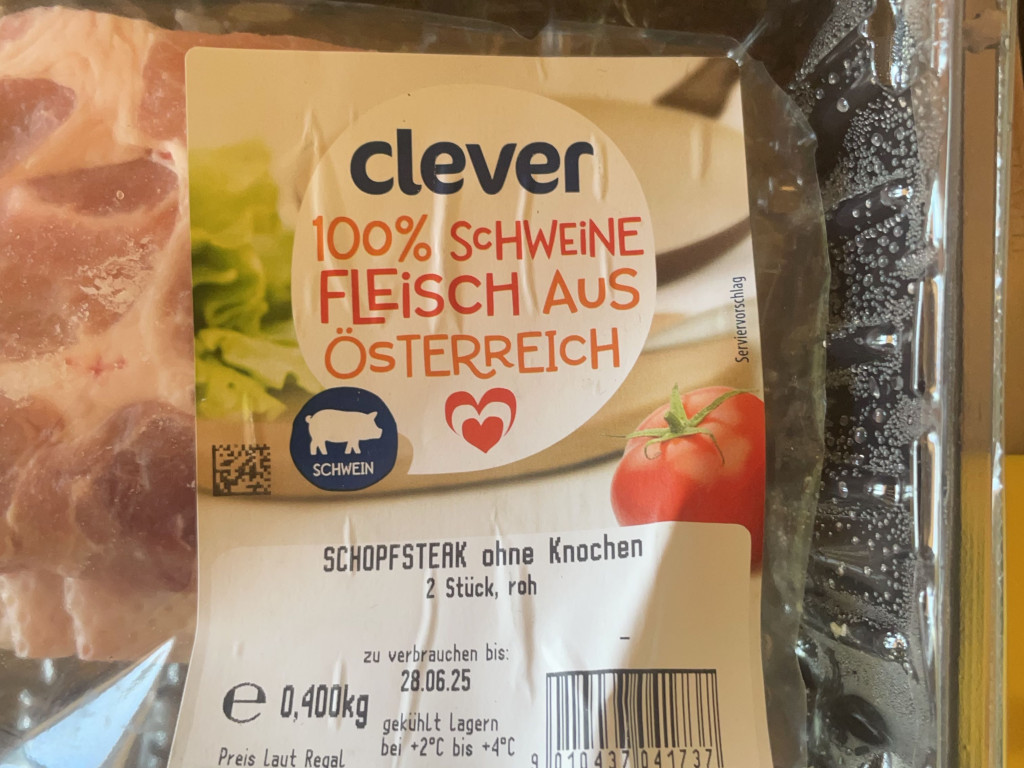 clever
100% SCHWEINE
FLEISCH AUS
ÖSTERREICH
SCHWEIN
Serviervorschlag
SCHOPFSTEAK ohne Knochen
2 Stück, roh
zu verbrauchen bis:
28.06.25
e 0,400kg
gekühlt Lagern
bei +2°C bis +4°C
Preis Laut Regal
9 010437 041737